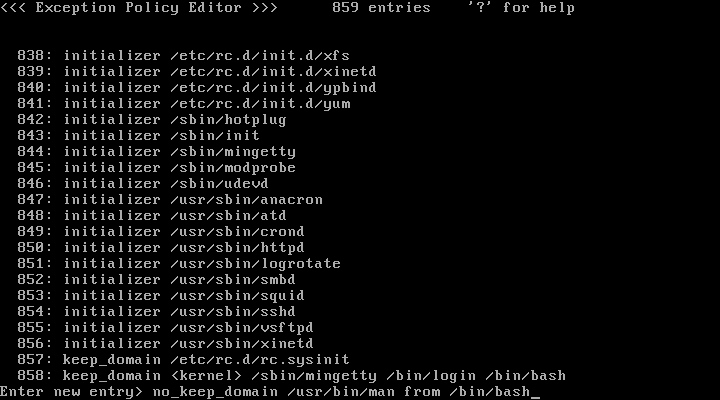 <<< Exception Policy Editor >>>      859 entries    '?' for help
838: initializer /etc/rc.d/init.d/xfs
839: initializer /etc/rc.d/init.d/xinetd
840: initializer /etc/rc.d/init.d/ypbind
841: initializer /etc/rc.d/init.d/yum
842: initializer /sbin/hotplug
843: initializer /sbin/init
844: initializer /sbin/mingetty
845: initializer /sbin/modprobe
846: initializer /sbin/udevd
847: initializer /usr/sbin/anacron
848: initializer /usr/sbin/atd
849: initializer /usr/sbin/crond
850: initializer /usr/sbin/httpd
851: initializer /usr/sbin/logrotate
852: initializer /usr/sbin/smbd
853: initializer /usr/sbin/squid
854: initializer /usr/sbin/sshd
855: initializer /usr/sbin/vsftpd
856: initializer /usr/sbin/xinetd
857: keep_domain /etc/rc.d/rc.sysinit
858: keep_domain <kernel> /sbin/mingetty /bin/login /bin/bash
Enter new entry> no_keep_domain /usr/bin/man from /bin/bash_